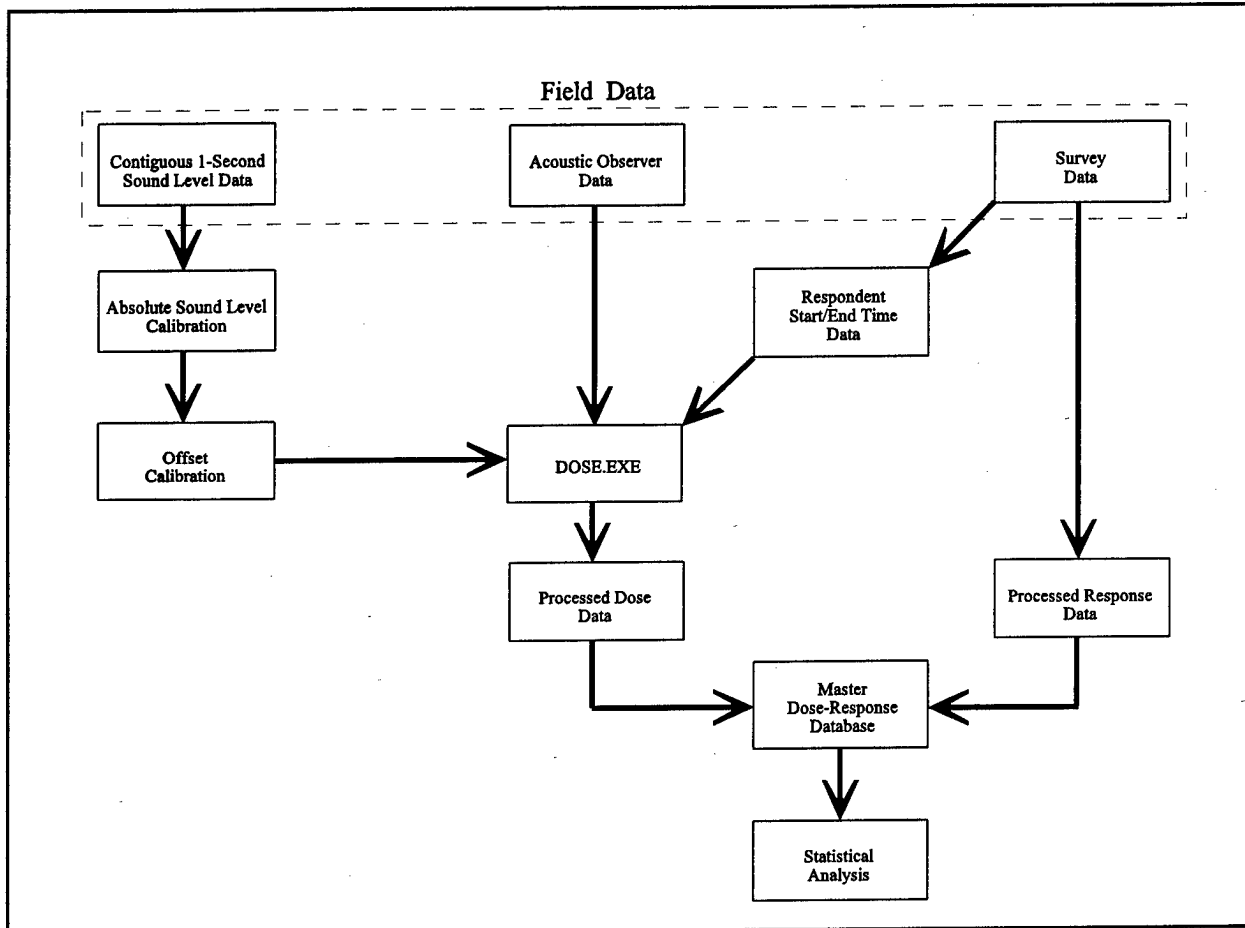 Field Data
Contiguous 1-Second
Sound Level Data
Acoustic Observer
Data
Survey
Data
Absolute Sound Level
Calibration
Respondent
Start/End Time
Data
Offset
Calibration
DOSE.EXE
Processed Dose
Data
Processed Response
Data
Master
Dose-Response
Database
Statistical
Analysis